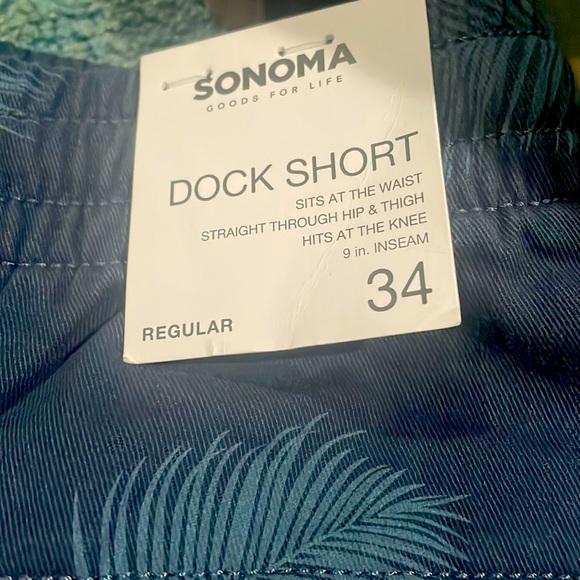 SONOMA
GOODS FOR LIFE
DOCK SHORT
SITS AT THE WAIST
STRAIGHT THROUGH HIP & THIGH
HITS AT THE KNEE
9 in. INSEAM
34
REGULAR